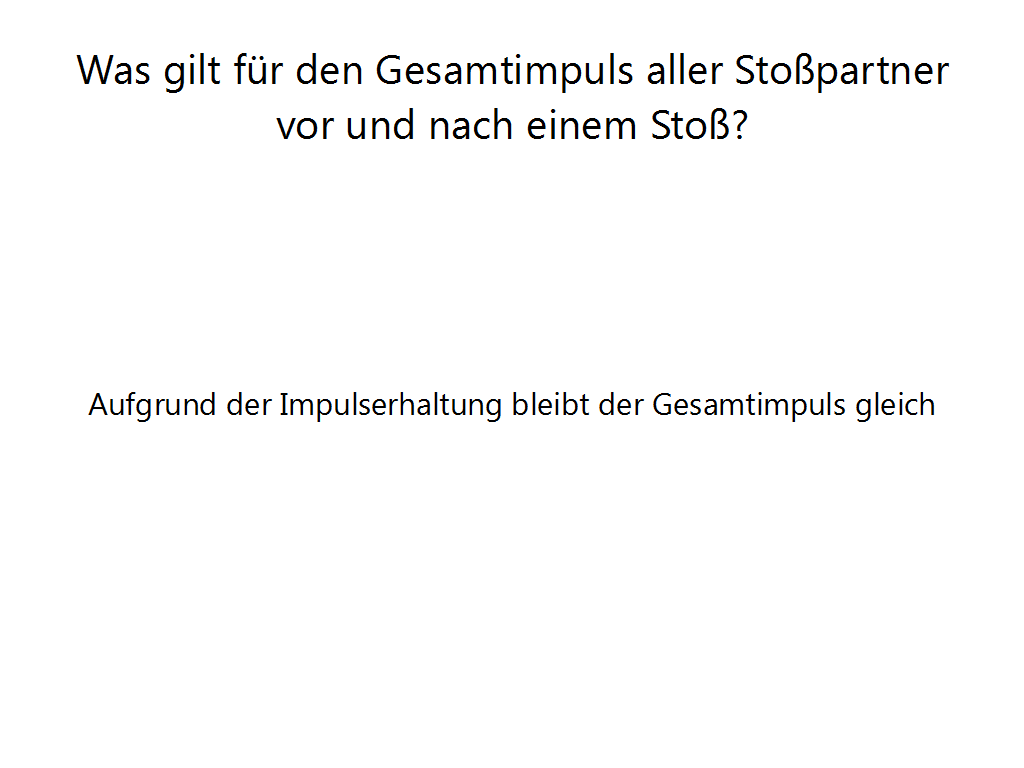 Was gilt für den Gesamtimpuls aller Stoßpartner
vor und nach einem Stoß?
Aufgrund der Impulserhaltung bleibt der Gesamtimpuls gleich